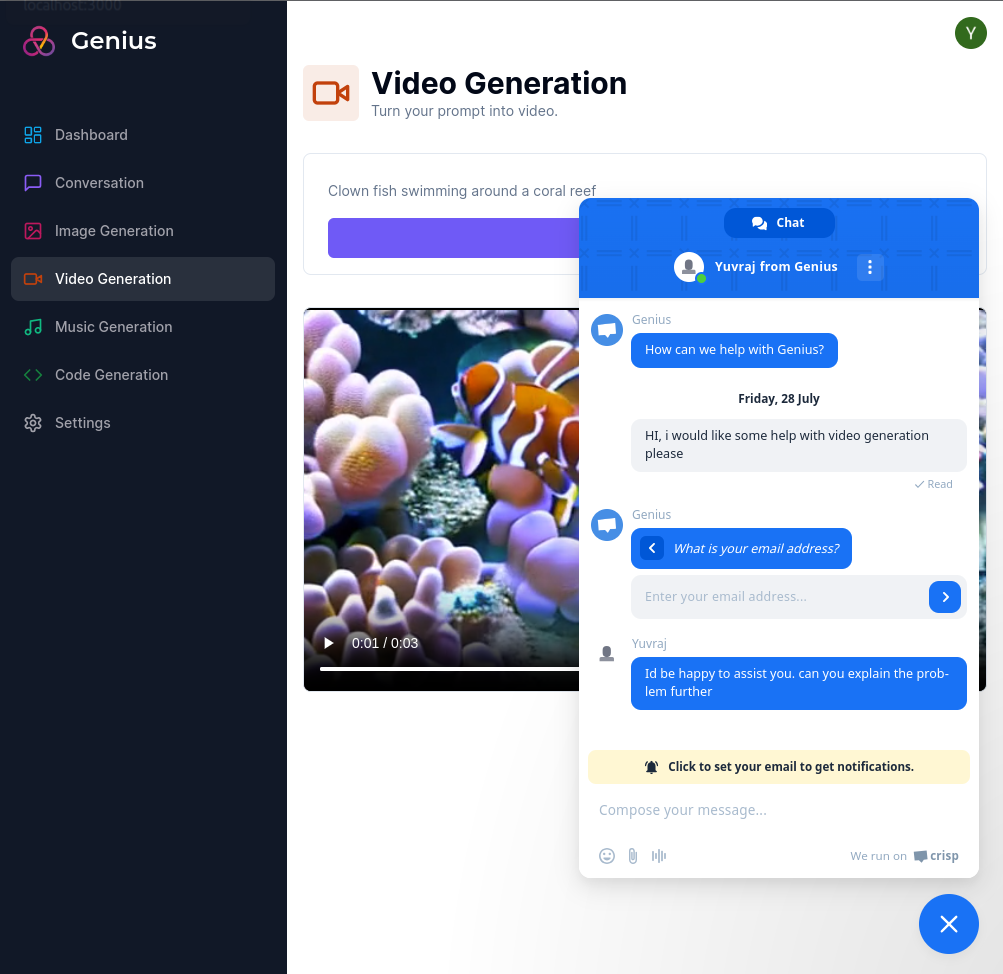 localhost:3000
Genius
Dashboard
Conversation
Image Generation
Video Generation
Music Generation
Code Generation
Settings
Y
Video Generation
Turn your prompt into video.
Clown fish swimming around a coral reef
0:01 / 0:03
Chat
Yuvraj from Genius
Genius
How can we help with Genius?
Friday, 28 July
HI, i would like some help with video generation
please
Read
Genius
What is your email address?
Enter your email address...
Yuvraj
Id be happy to assist you. can you explain the prob-
lem further
Click to set your email to get notifications.
Compose your message...
We run on crisp